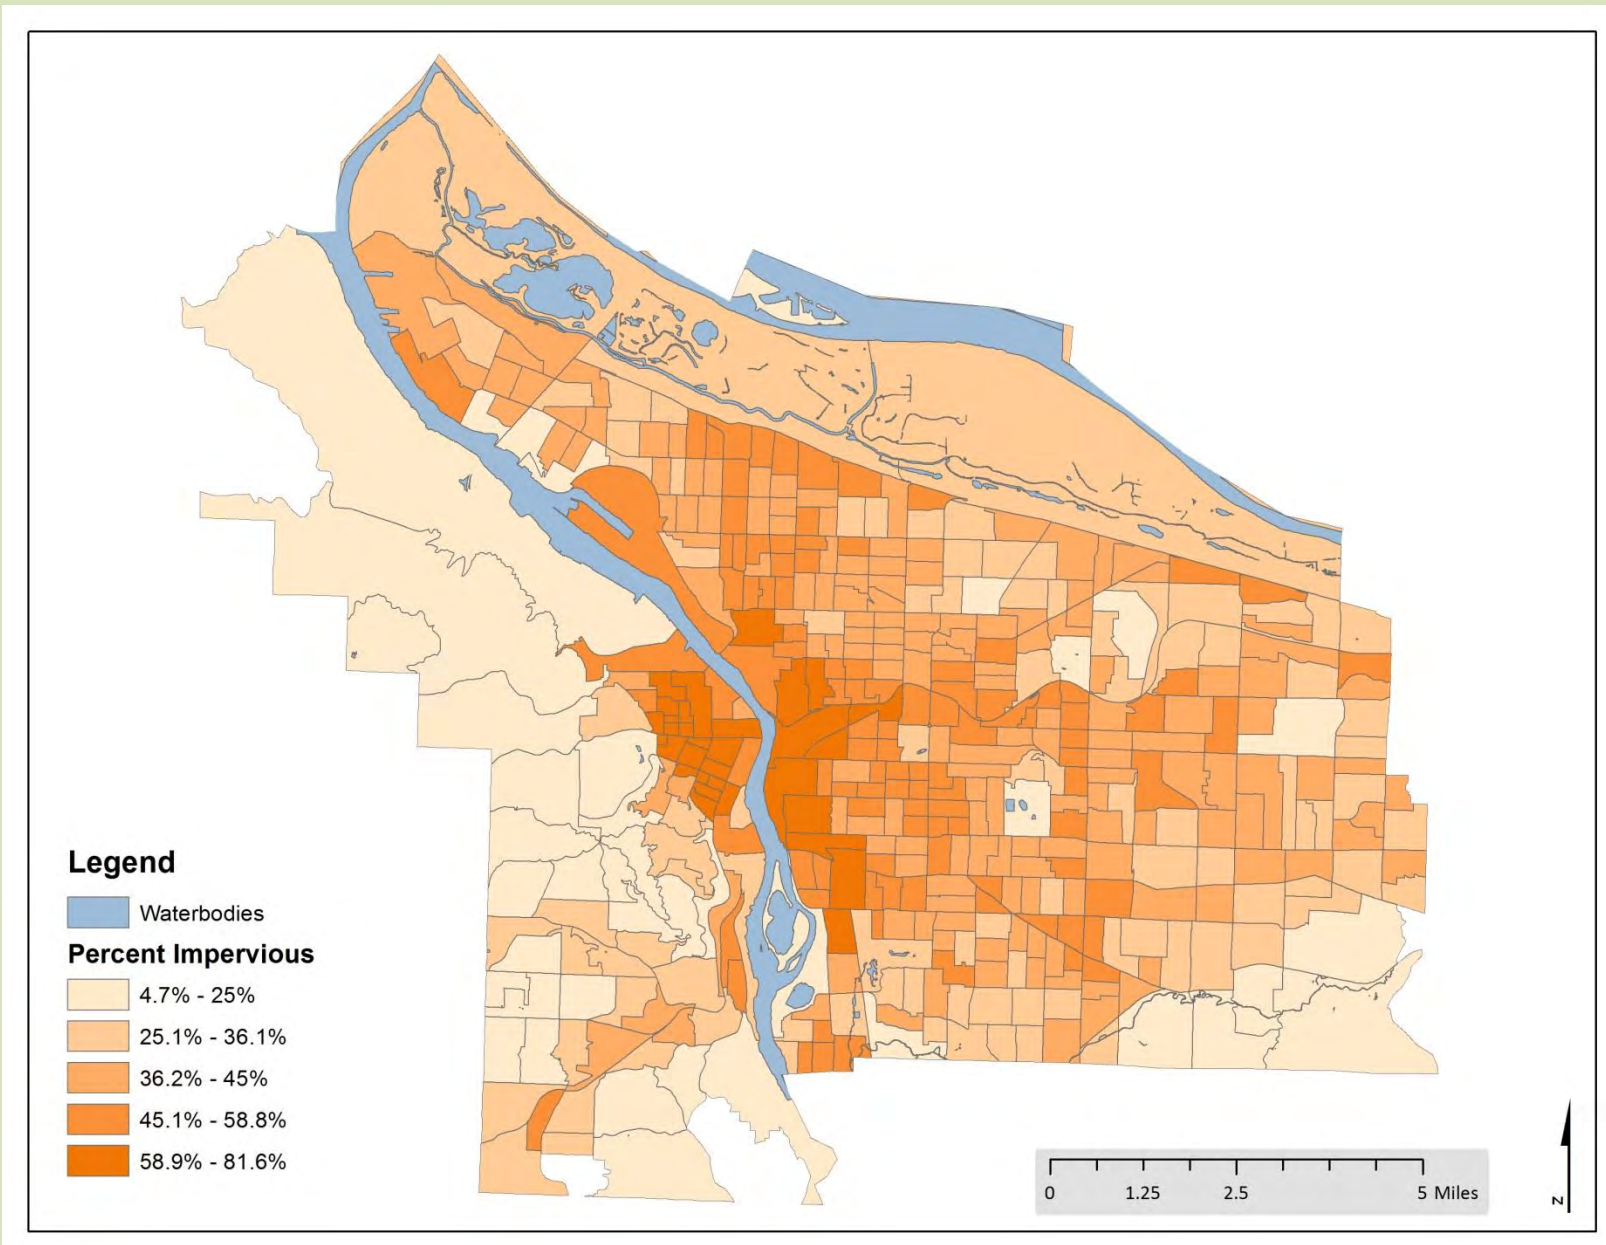 Legend
Waterbodies
Percent Impervious
4.7% - 25%
25.1% - 36.1%
36.2% - 45%
45.1% - 58.8%
58.9% - 81.6%
0 1.25 2.5 5 Miles
N